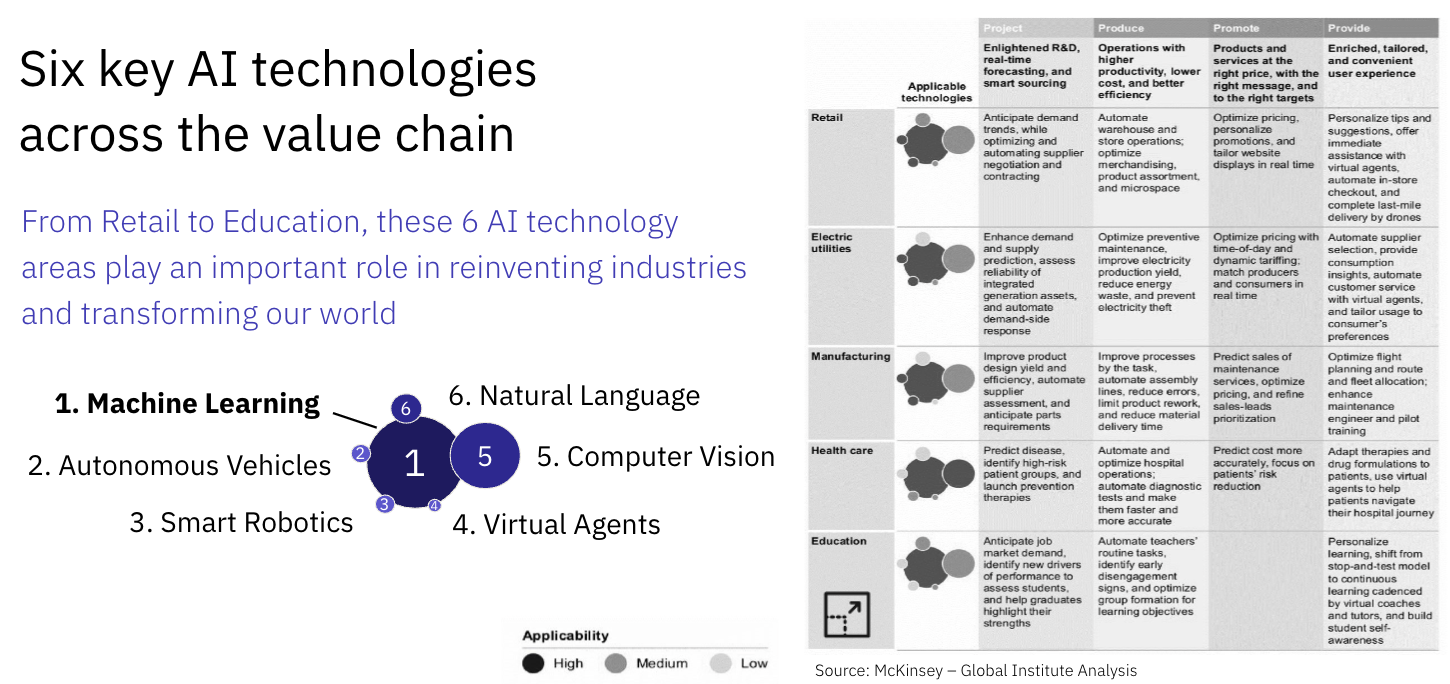 Six key AI technologies
across the value chain
From Retail to Education, these 6 AI technology
areas play an important role in reinventing industries
and transforming our world
1. Machine Learning
6. Natural Language
2. Autonomous Vehicles
5. Computer Vision
3. Smart Robotics
4. Virtual Agents
6
2
1
5
3
4
Applicability
High
Medium
Low
Project
Produce
Promote
Provide
Applicable
technologies
Enlightened R&D,
real-time
forecasting, and
smart sourcing
Operations with
higher
productivity, lower
cost, and better
efficiency
Products and
services at the
right price, with the
right message, and
to the right targets
Enriched, tailored,
and convenient
user experience
Retail
Anticipate demand
trends, while
optimizing and
automating supplier
negotiation and
contracting
Automate
warehouse and
store operations;
optimize
merchandising,
product assortment,
and microspace
Optimize pricing,
personalize
promotions, and
tailor website
displays in real time
Personalize tips and
suggestions, offer
immediate
assistance with
virtual agents,
automate in-store
checkout, and
complete last-mile
delivery by drones
Electric
utilities
Enhance demand
and supply
prediction, assess
reliability of
integrated
generation assets,
and automate
demand-side
response
Optimize preventive
maintenance,
improve electricity
production yield,
reduce energy
waste, and prevent
electricity theft
Optimize pricing with
time-of-day and
dynamic tariffing;
match producers
and consumers in
real time
Automate supplier
selection, provide
consumption
insights, automate
customer service
with virtual agents,
and tailor usage to
consumer's
preferences
Manufacturing
Improve product
design yield and
efficiency, automate
supplier
assessment, and
anticipate parts
requirements
Improve processes
by the task,
automate assembly
lines, reduce errors,
limit product rework,
and reduce material
delivery time
Predict sales of
maintenance
services, optimize
pricing, and refine
sales-leads
prioritization
Optimize flight
planning and route
and fleet allocation;
enhance
maintenance
engineer and pilot
training
Health care
Predict disease,
identify high-risk
patient groups, and
launch prevention
therapies
Automate and
optimize hospital
operations;
automate diagnostic
tests and make
them faster and
more accurate
Predict cost more
accurately, focus on
patients' risk
reduction
Adapt therapies and
drug formulations to
patients, use virtual
agents to help
patients navigate
their hospital journey
Education
Anticipate job
market demand,
identify new drivers
of performance to
assess students,
and help graduates
highlight their
strengths
Automate teachers'
routine tasks,
identify early
disengagement
signs, and optimize
group formation for
learning objectives
Personalize
learning, shift from
stop-and-test model
to continuous
learning cadenced
by virtual coaches
and tutors, and build
student self-
awareness
Source: McKinsey – Global Institute Analysis